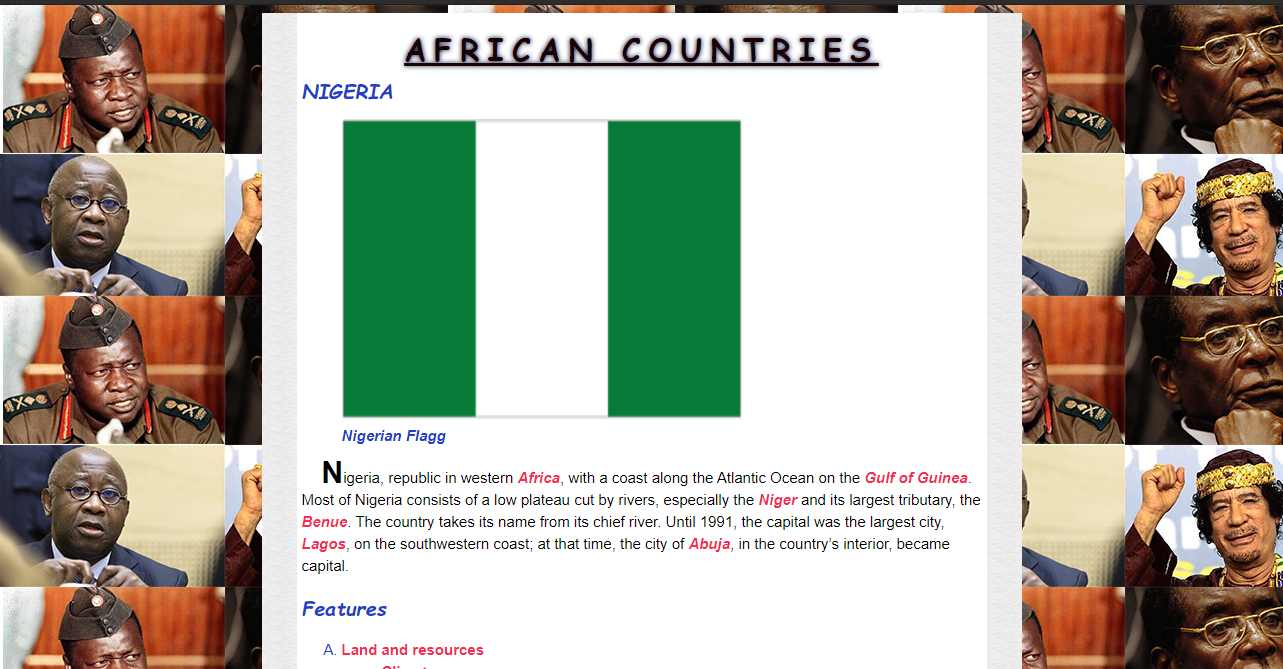 AFRICAN COUNTRIES
NIGERIA
Nigerian Flagg
Nigeria, republic in western Africa, with a coast along the Atlantic Ocean on the Gulf of Guinea.
Most of Nigeria consists of a low plateau cut by rivers, especially the Niger and its largest tributary, the
Benue. The country takes its name from its chief river. Until 1991, the capital was the largest city,
Lagos, on the southwestern coast; at that time, the city of Abuja, in the country’s interior, became
capital.
Features
A. Land and resources